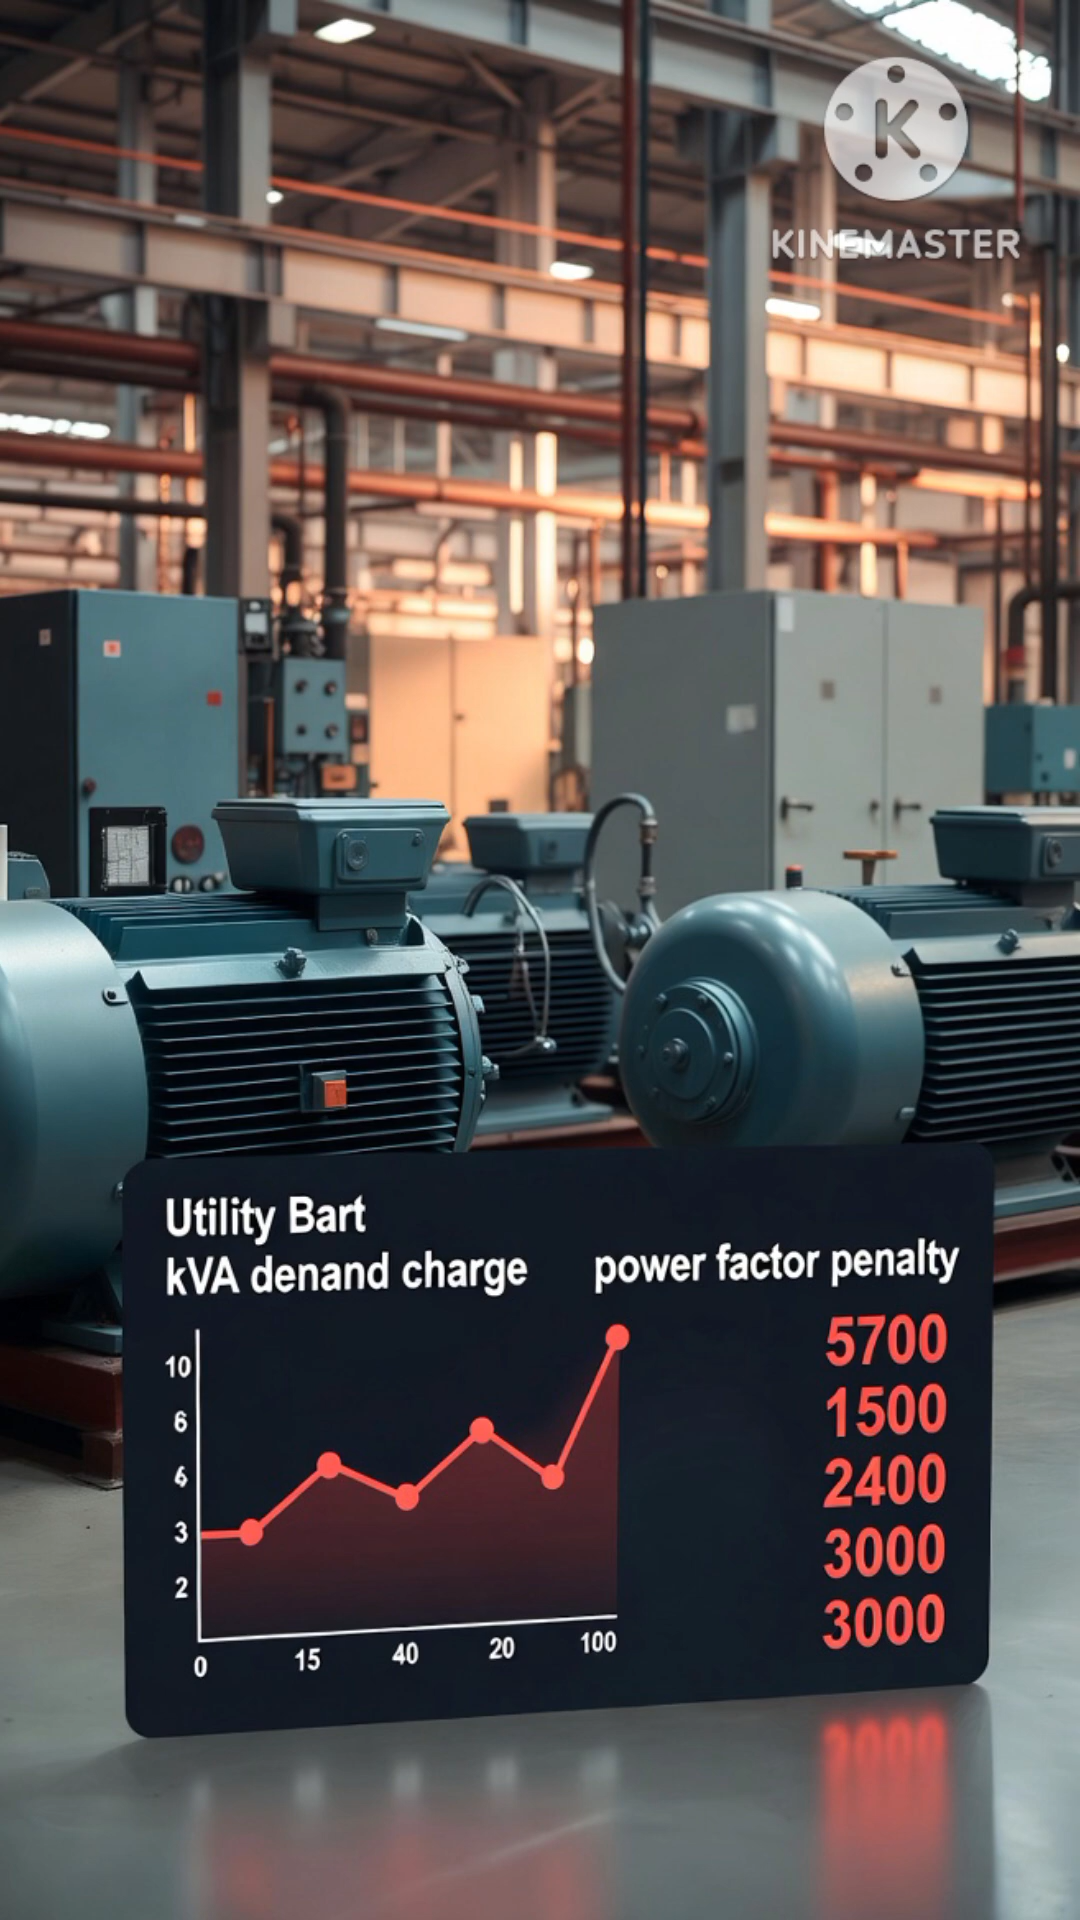 K
KINEMASTER
Utility Bart
kVA denand charge
power factor penalty
10
6
6
3
2
0 15 40 20 100
5700
1500
2400
3000
3000